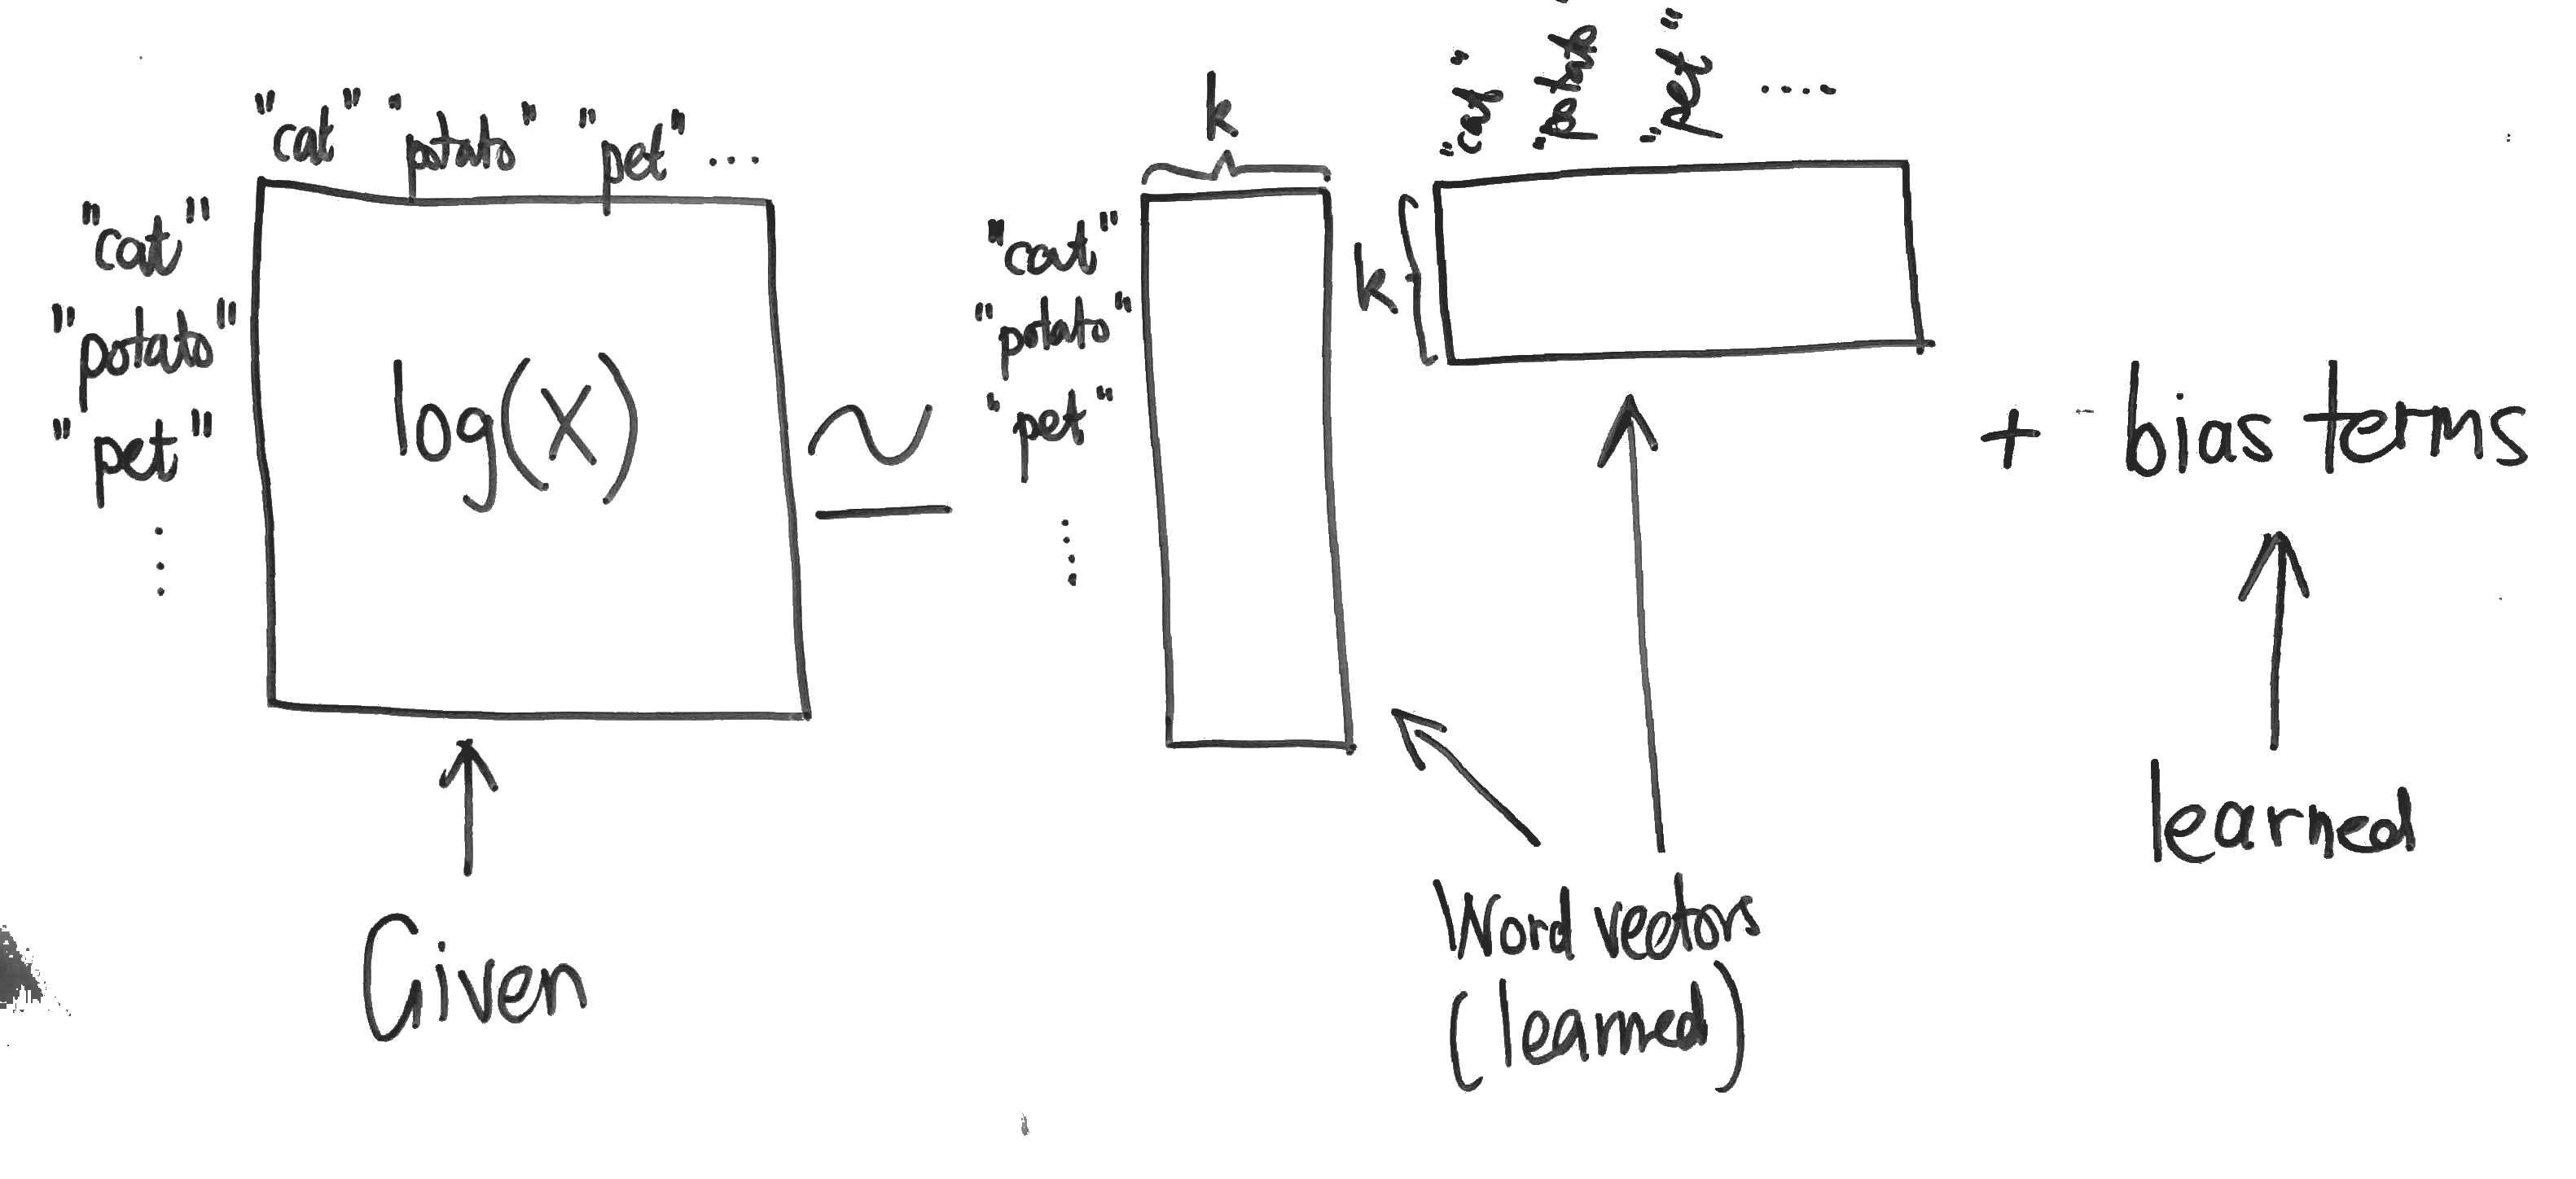 "cat" "potato" "pet" ...
"cat"
"potato"
"pet"
⋮
log(X)
≃
k
"cat"
"potato"
"pet"
⋮
k
"cat" "potato" "pet" ....
+ bias terms
Given
Word vectors
(learned)
learned